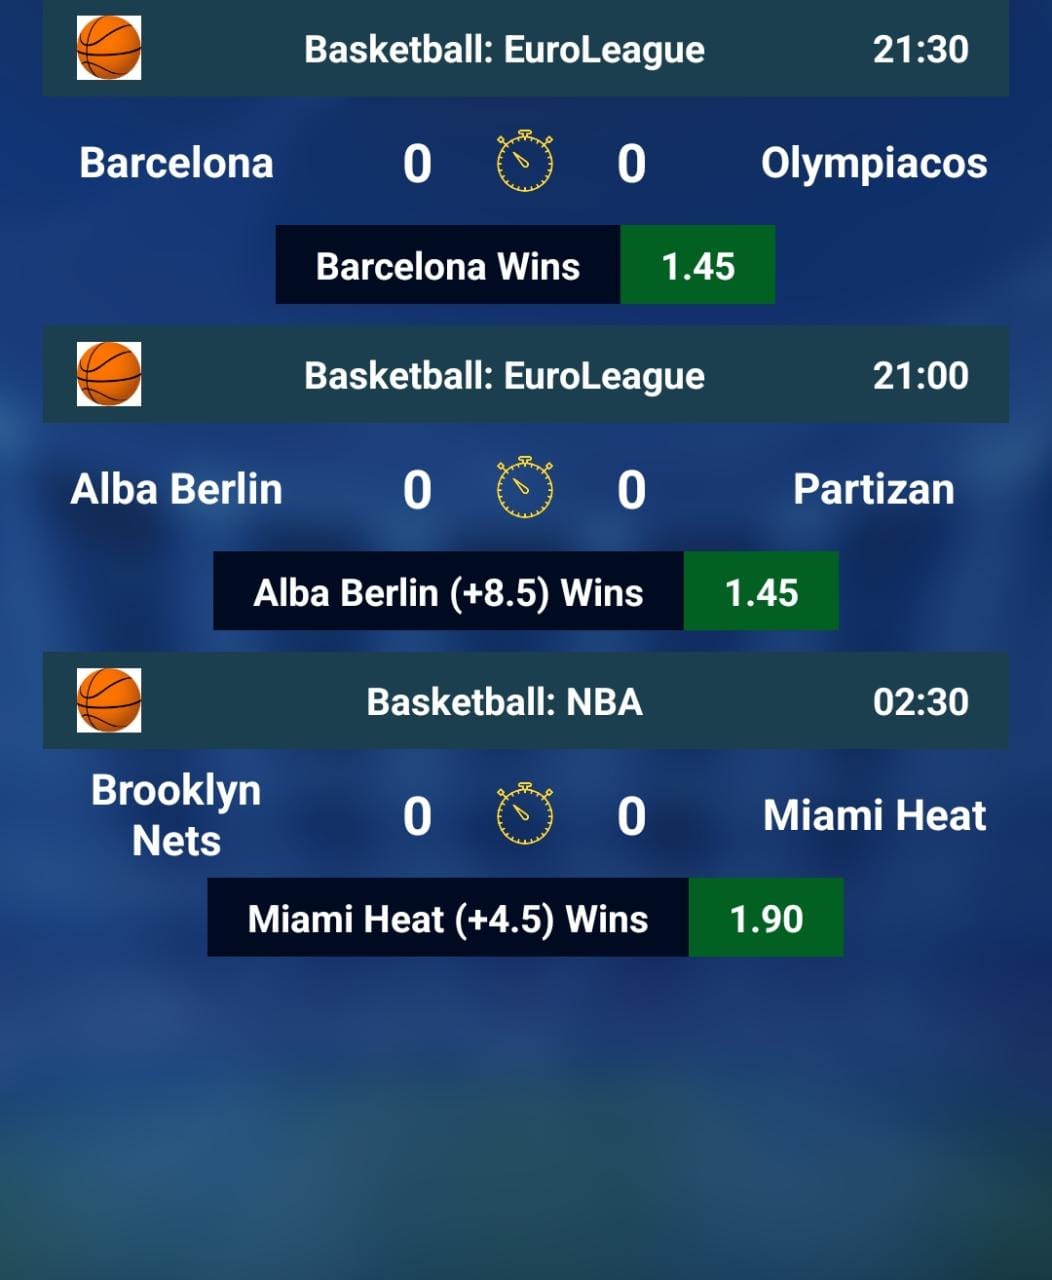 Basketball: EuroLeague 21:30
Barcelona 0 0 Olympiacos
Barcelona Wins 1.45
Basketball: EuroLeague 21:00
Alba Berlin 0 0 Partizan
Alba Berlin (+8.5) Wins 1.45
Basketball: NBA 02:30
Brooklyn
Nets 0 0 Miami Heat
Miami Heat (+4.5) Wins 1.90